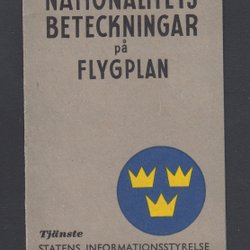 NATIONALITETS
BETECKNINGAR
på
FLYGPLAN
Tjänste
STATENS INFORMATIONSSTYRELSE